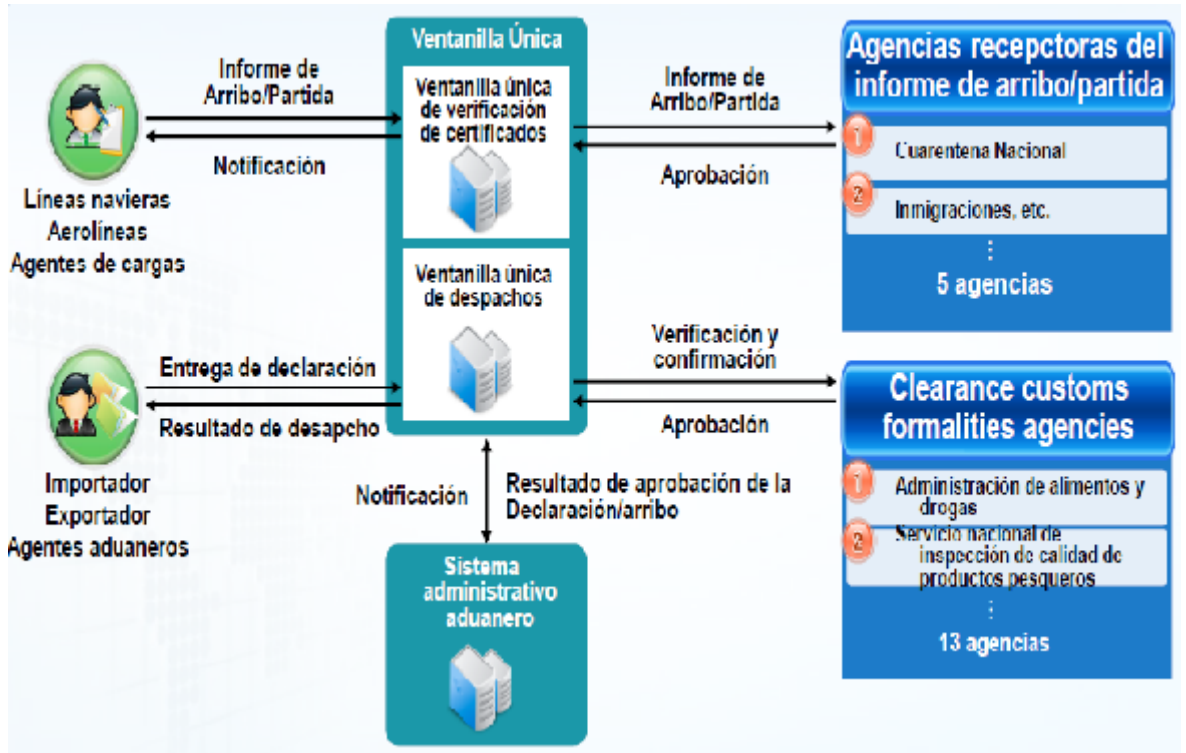 Ventanilla Única
Ventanilla única
de verificación
de certificados
Ventanilla única
de despachos
Informe de
Arribo/Partida
Notificación
Líneas navieras
Aerolíneas
Agentes de cargas
Entrega de declaración
Resultado de desapcho
Importador
Exportador
Agentes aduaneros
Informe de
Arribo/Partida
Aprobación
Verificación y
confirmación
Aprobación
Notificación
Resultado de aprobación de la
Declaración/arribo
Sistema
administrativo
aduanero
Agencias recepctoras del
informe de arribo/partida
1
Cuarentena Nacional
2
Inmigraciones, etc.
5 agencias
Clearance customs
formalities agencies
1
Administración de alimentos y
drogas
2
Servicio nacional de
inspección de calidad de
productos pesqueros
13 agencias